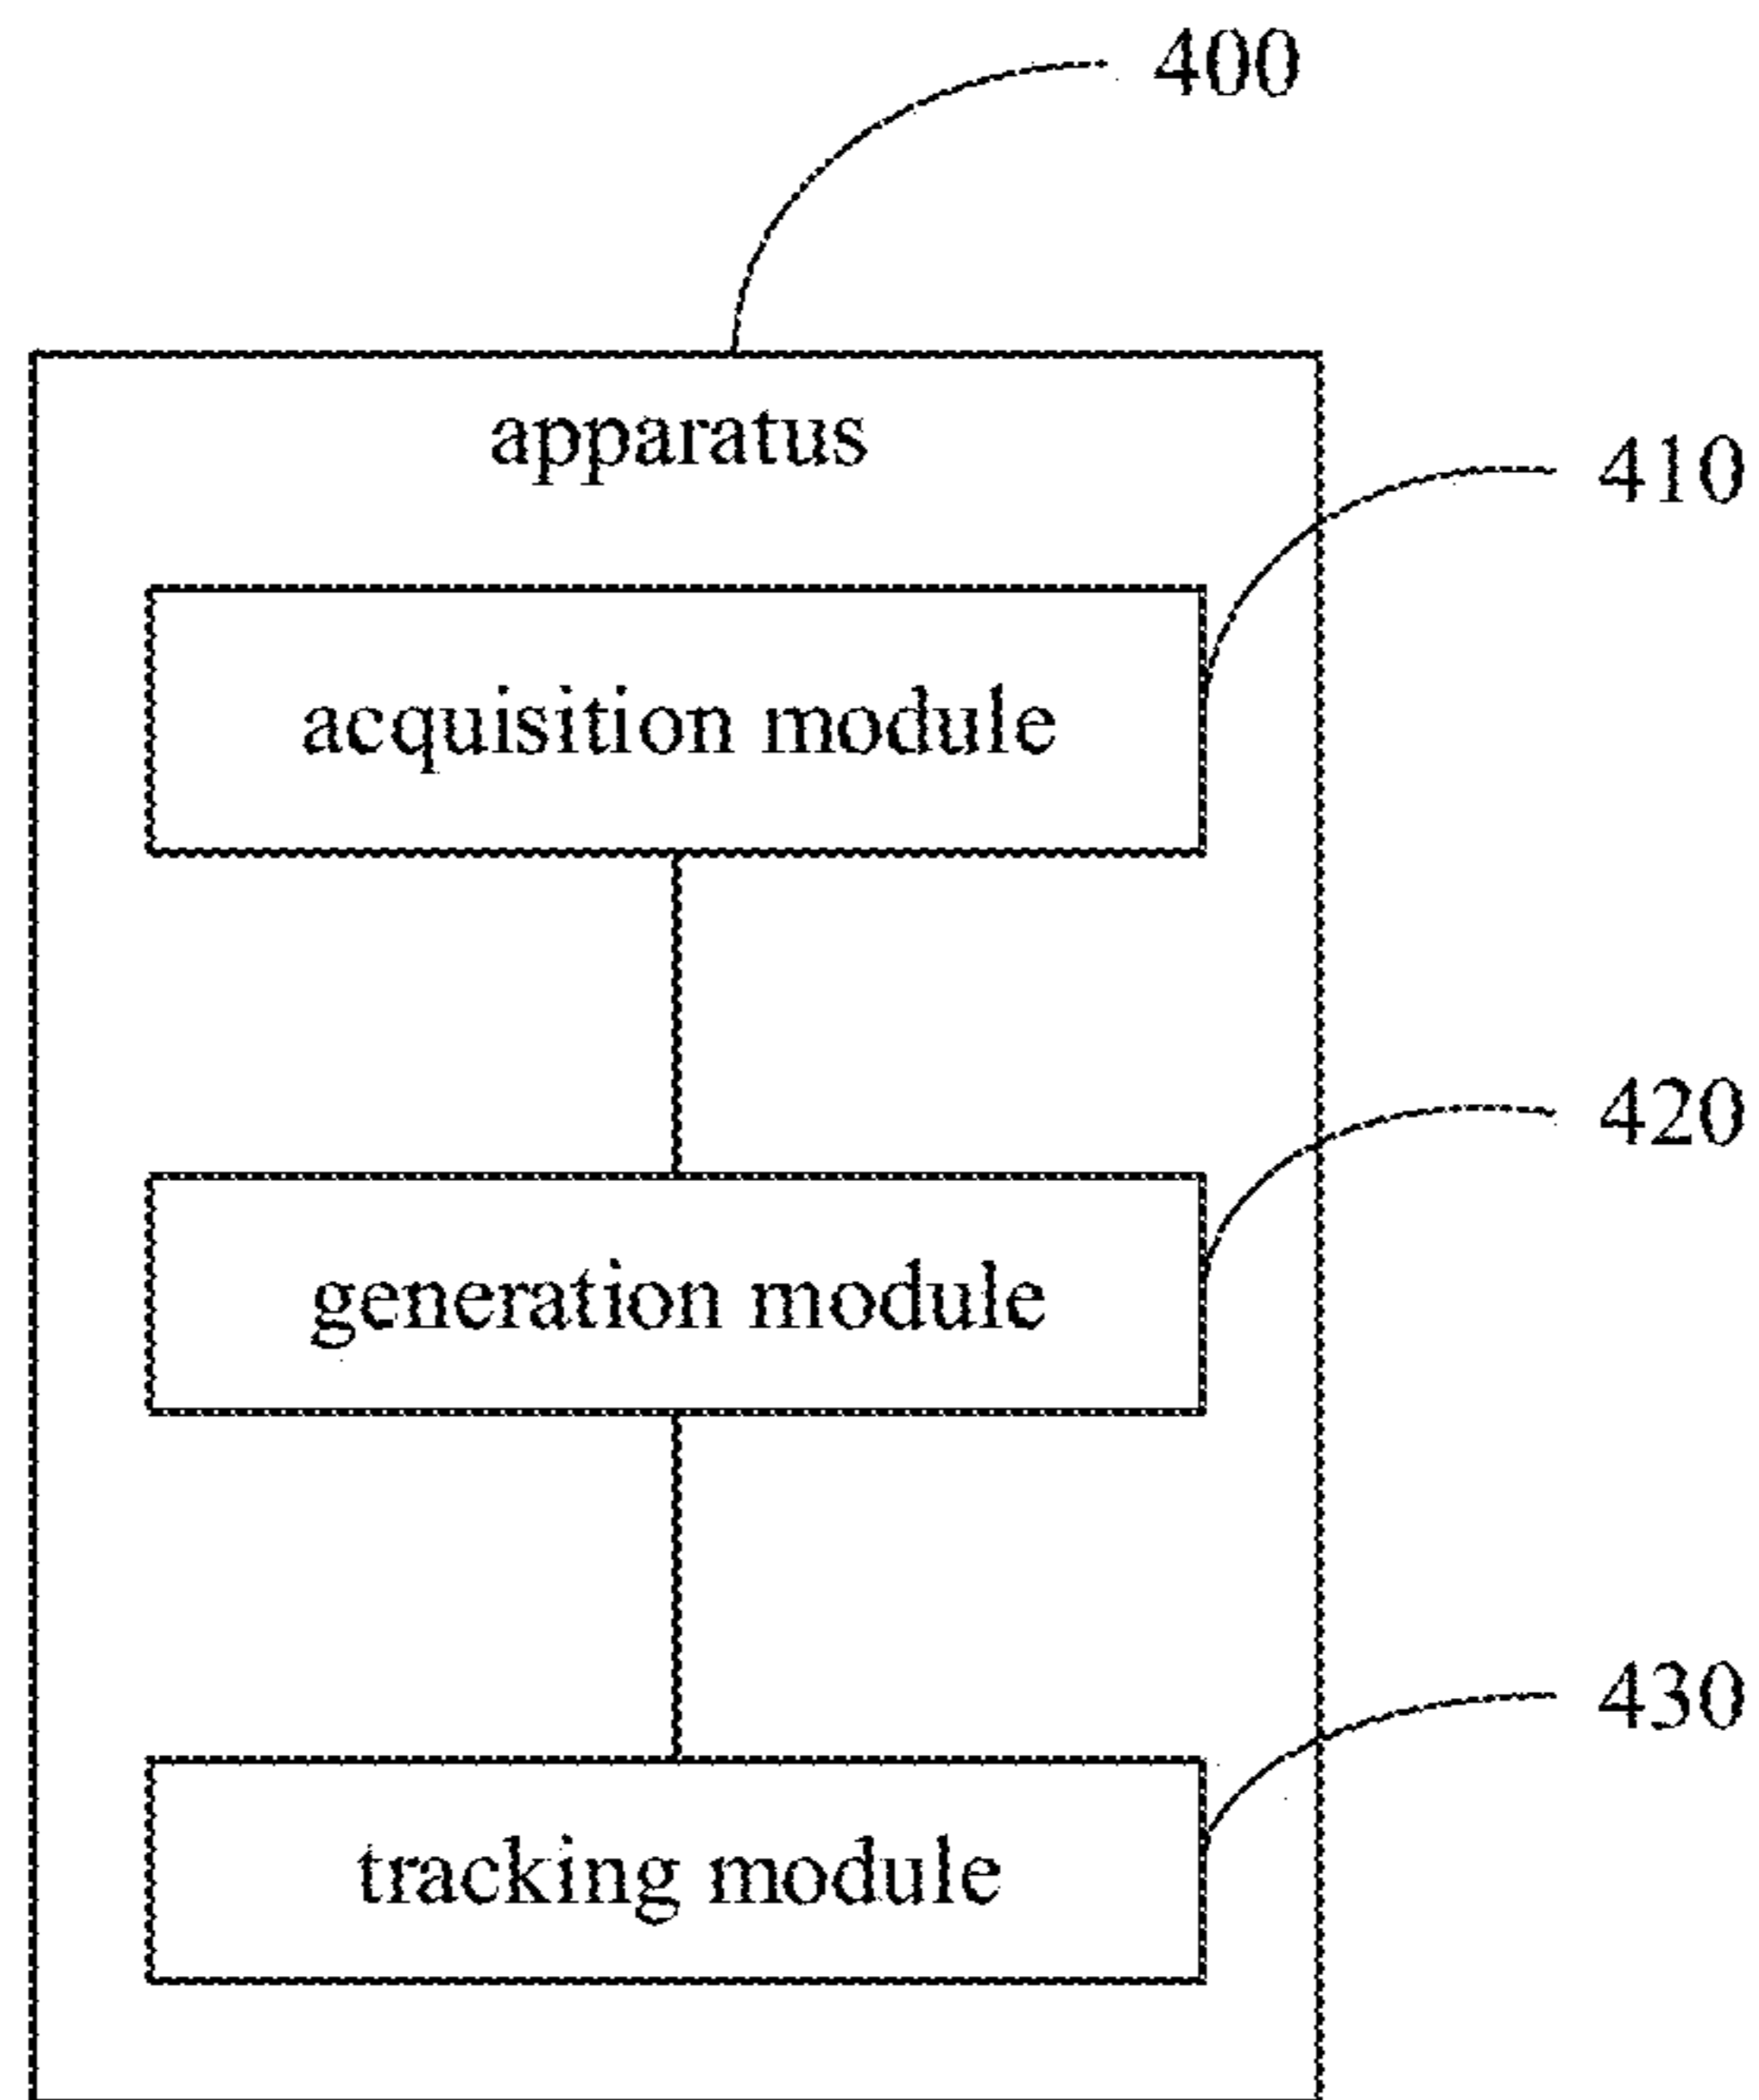 400
apparatus
410
acquisition module
420
generation module
430
tracking module